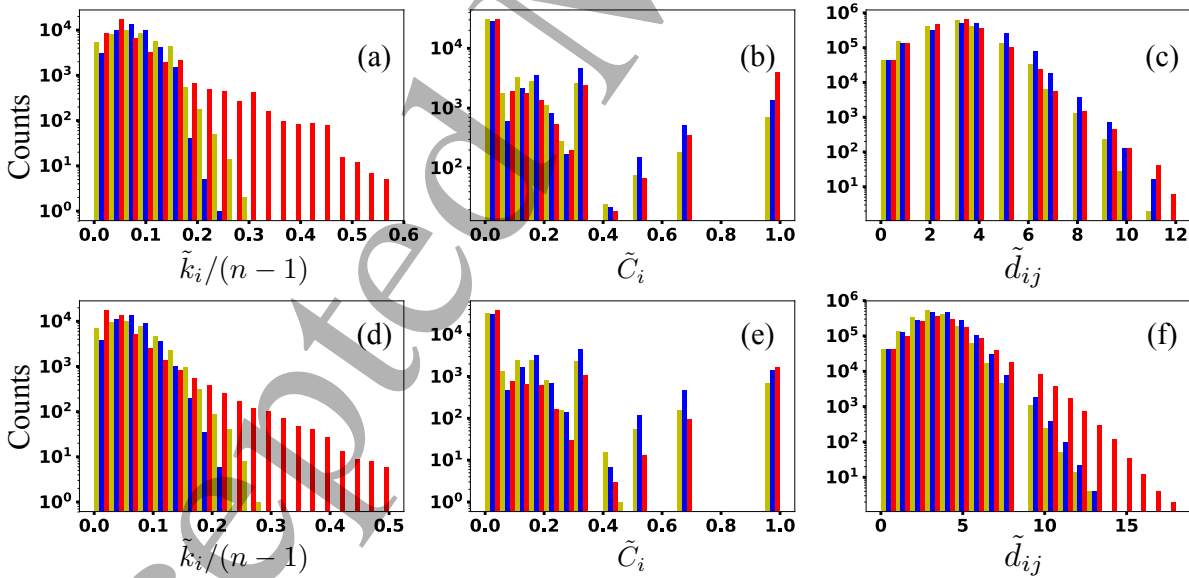 10⁴
10³
10²
10¹
10⁰
Counts
(a)
0.0 0.1 0.2 0.3 0.4 0.5 0.6
k̃ᵢ/(n − 1)
10⁴
10³
10²
(b)
0.0 0.2 0.4 0.6 0.8 1.0
C̃ᵢ
10⁶
10⁵
10⁴
10³
10²
10¹
(c)
0 2 4 6 8 10 12
d̃ᵢⱼ
10⁴
10³
10²
10¹
10⁰
Counts
(d)
0.0 0.1 0.2 0.3 0.4 0.5
k̃ᵢ/(n − 1)
10⁴
10³
10²
10¹
10⁰
(e)
0.0 0.2 0.4 0.6 0.8 1.0
C̃ᵢ
10⁶
10⁵
10⁴
10³
10²
10¹
(f)
0 5 10 15
d̃ᵢⱼ
epted M